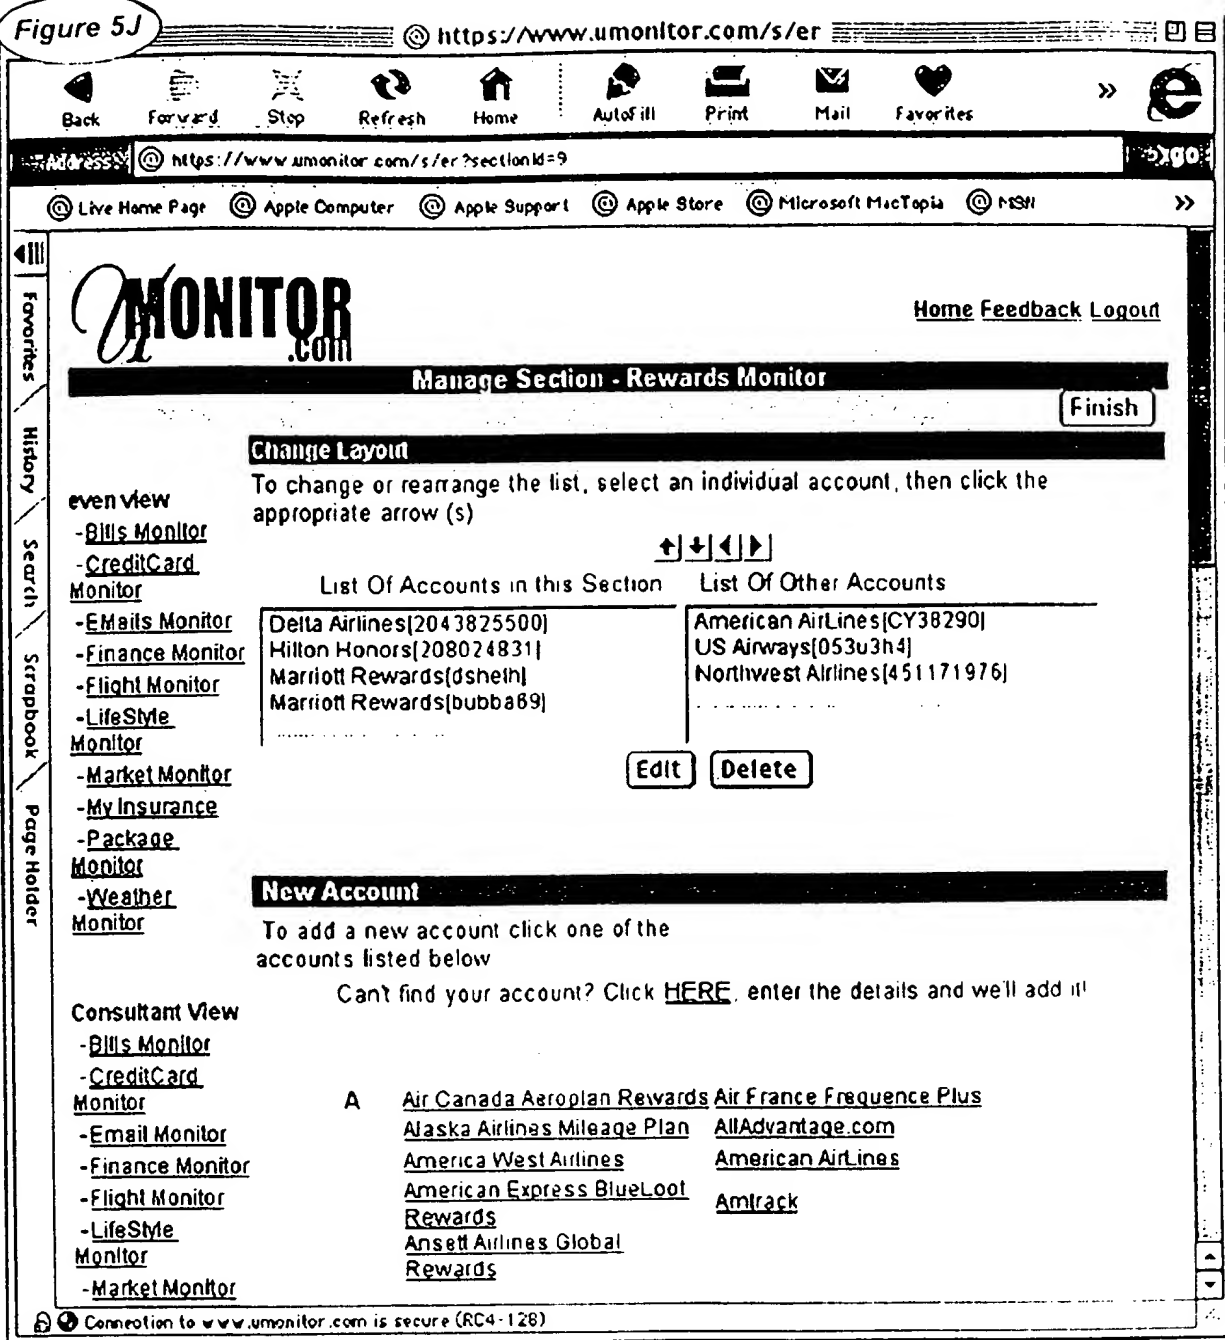 Figure 5J
https://www.umonitor.com/s/er
Back Forward Stop Refresh Home AutoFill Print Mail Favorites »
Address: https://www.umonitor.com/s/er?sectionId=9 go
Live Home Page Apple Computer Apple Support Apple Store Microsoft MacTopia MSN »
Favorites
History
Search
Scrapbook
Page Holder
UMONITOR.com
Home Feedback Logout
Manage Section - Rewards Monitor
Finish
Change Layout
To change or rearrange the list, select an individual account, then click the
appropriate arrow (s)
List Of Accounts in this Section List Of Other Accounts
Delta Airlines[2043825500]
Hilton Honors[208024831]
Marriott Rewards[dsheth]
Marriott Rewards[bubba69]
American AirLines[CY38290]
US Airways[053u3h4]
Northwest Airlines[451171976]
Edit Delete
even view
-Bills Monitor
-CreditCard
Monitor
-EMails Monitor
-Finance Monitor
-Flight Monitor
-LifeStyle
Monitor
-Market Monitor
-My Insurance
-Package
Monitor
-Weather
Monitor
New Account
To add a new account click one of the
accounts listed below
Can't find your account? Click HERE, enter the details and we'll add it!
Consultant View
-Bills Monitor
-CreditCard
Monitor
-Email Monitor
-Finance Monitor
-Flight Monitor
-LifeStyle
Monitor
-Market Monitor
A
Air Canada Aeroplan Rewards Air France Frequence Plus
Alaska Airlines Mileage Plan AllAdvantage.com
America West Airlines American AirLines
American Express BlueLoot
Rewards
Amtrack
Ansett Airlines Global
Rewards
Connection to www.umonitor.com is secure (RC4-128)